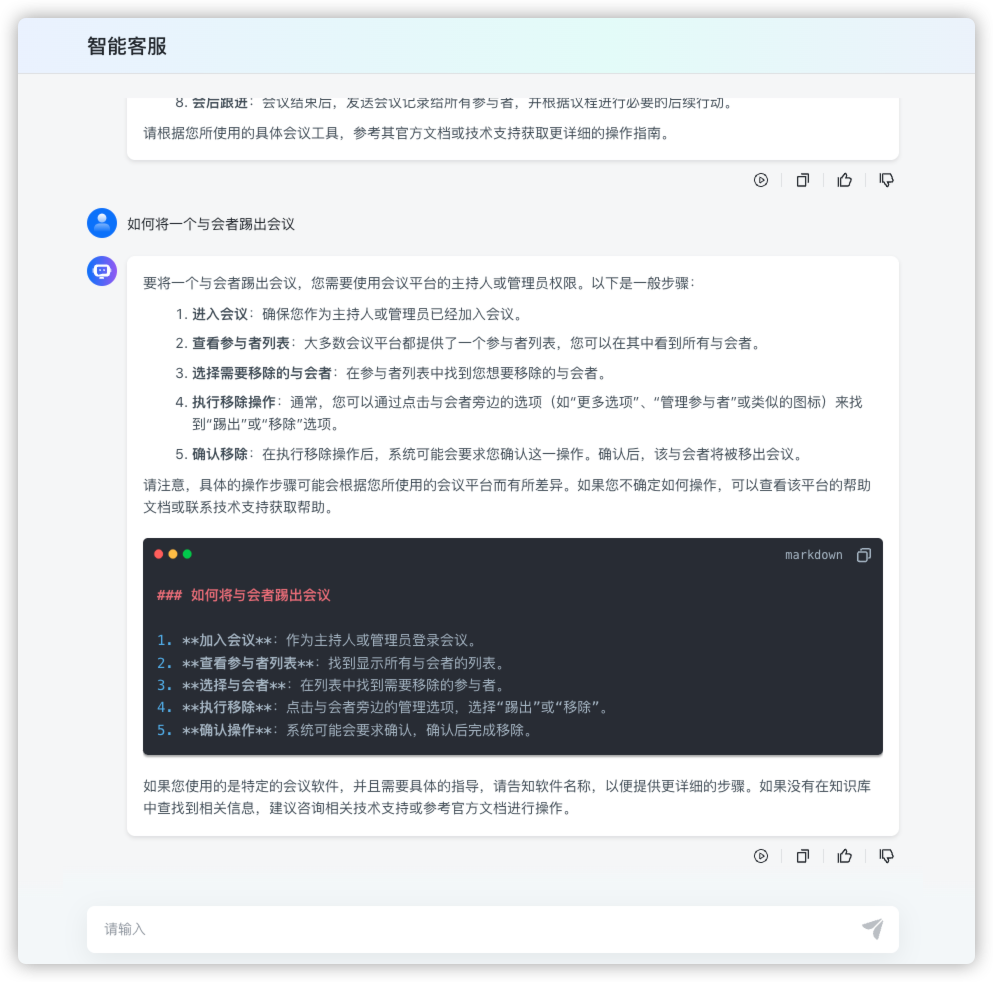 智能客服
8. 会后跟进：会议结束后，发送会议记录给所有参与者，并根据议程进行必要的后续行动。
请根据您所使用的具体会议工具，参考其官方文档或技术支持获取更详细的操作指南。
如何将一个与会者踢出会议
要将一个与会者踢出会议，您需要使用会议平台的主持人或管理员权限。以下是一般步骤：
1. 进入会议：确保您作为主持人或管理员已经加入会议。
2. 查看参与者列表：大多数会议平台都提供了一个参与者列表，您可以在其中看到所有与会者。
3. 选择需要移除的与会者：在参与者列表中找到您想要移除的与会者。
4. 执行移除操作：通常，您可以通过点击与会者旁边的选项（如“更多选项”、“管理参与者”或类似的图标）来找
到“踢出”或“移除”选项。
5. 确认移除：在执行移除操作后，系统可能会要求您确认这一操作。确认后，该与会者将被移出会议。
请注意，具体的操作步骤可能会根据您所使用的会议平台而有所差异。如果您不确定如何操作，可以查看该平台的帮助
文档或联系技术支持获取帮助。
markdown
### 如何将与会者踢出会议
1. **加入会议**：作为主持人或管理员登录会议。
2. **查看参与者列表**：找到显示所有与会者的列表。
3. **选择与会者**：在列表中找到需要移除的参与者。
4. **执行移除**：点击与会者旁边的管理选项，选择“踢出”或“移除”。
5. **确认操作**：系统可能会要求确认，确认后完成移除。
如果您使用的是特定的会议软件，并且需要具体的指导，请告知软件名称，以便提供更详细的步骤。如果没有在知识库
中查找到相关信息，建议咨询相关技术支持或参考官方文档进行操作。
请输入